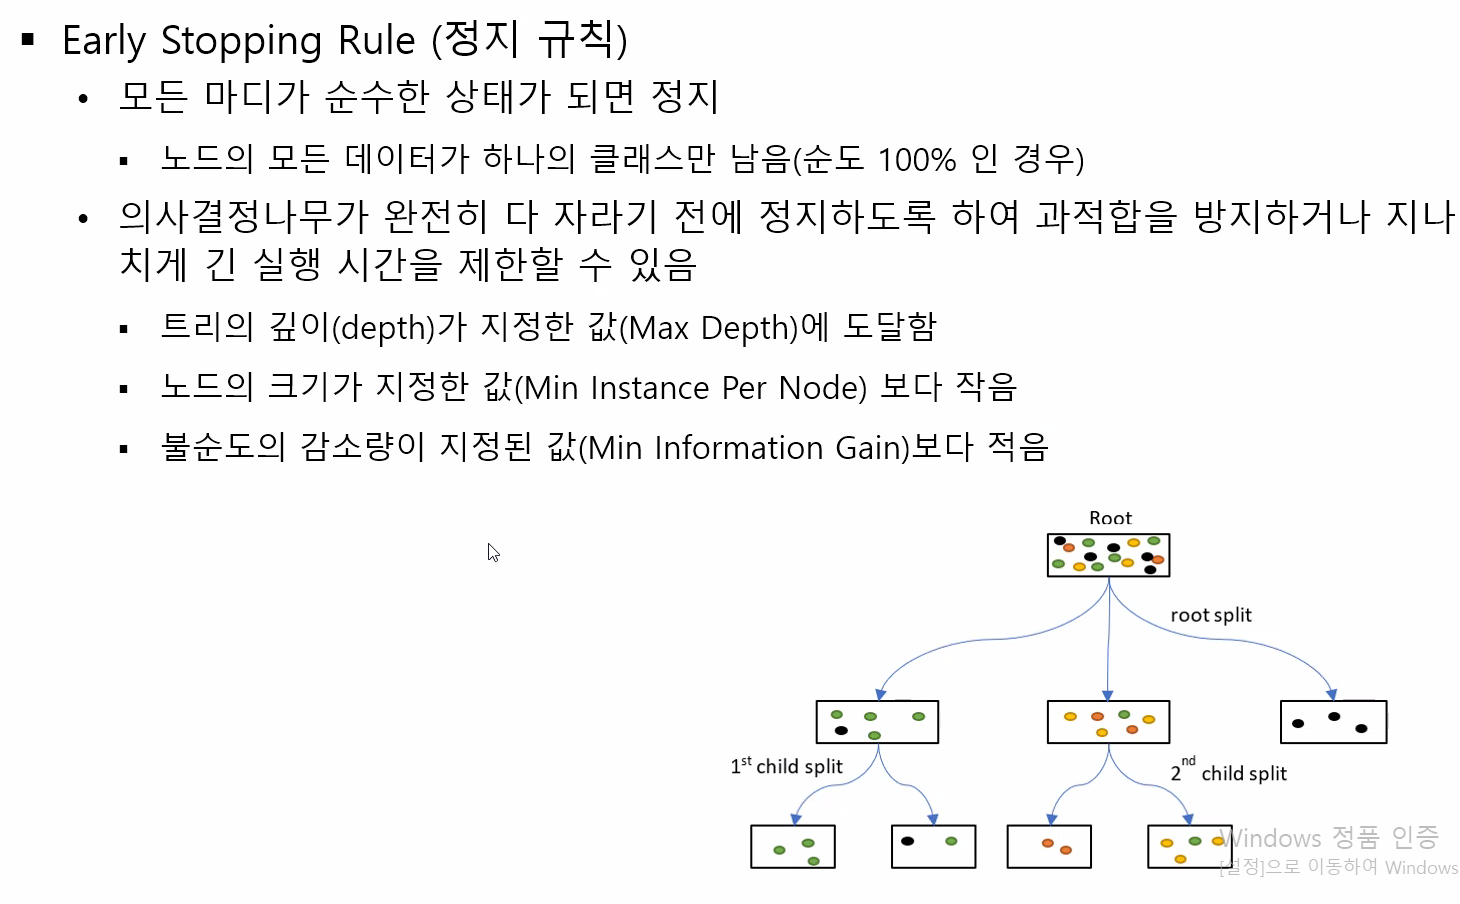 ▪ Early Stopping Rule (정지 규칙)
• 모든 마디가 순수한 상태가 되면 정지
▪ 노드의 모든 데이터가 하나의 클래스만 남음(순도 100% 인 경우)
• 의사결정나무가 완전히 다 자라기 전에 정지하도록 하여 과적합을 방지하거나 지나
치게 긴 실행 시간을 제한할 수 있음
▪ 트리의 깊이(depth)가 지정한 값(Max Depth)에 도달함
▪ 노드의 크기가 지정한 값(Min Instance Per Node) 보다 작음
▪ 불순도의 감소량이 지정된 값(Min Information Gain)보다 적음
Root
root split
1st child split
2nd child split
Windows 정품 인증
[설정]으로 이동하여 Windows